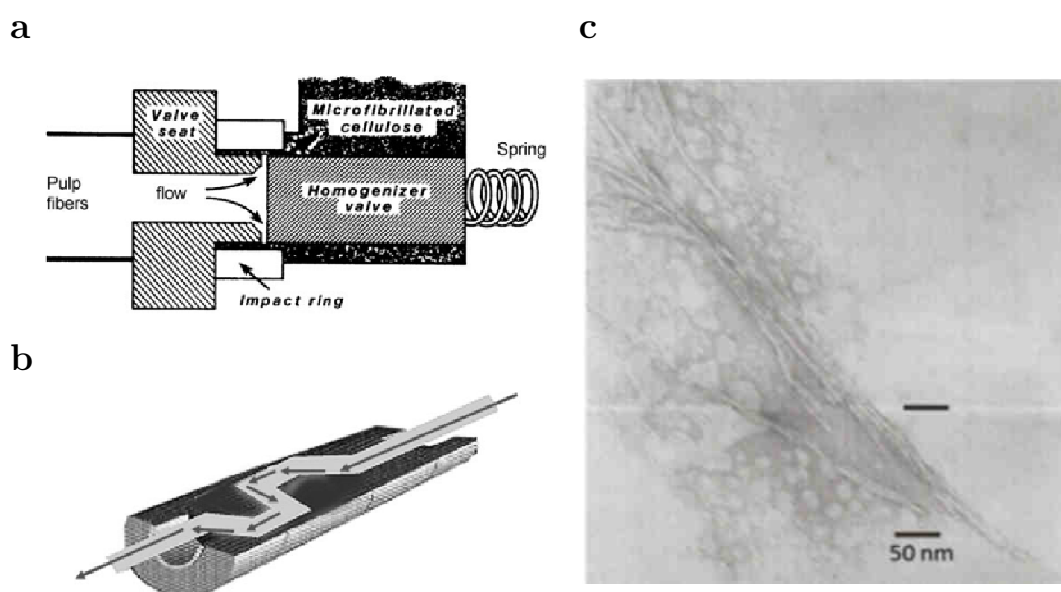 a
Valve
seat
Microfibrillated
cellulose
Spring
Pulp
fibers
flow
Homogenizer
valve
Impact ring
b
c
50 nm